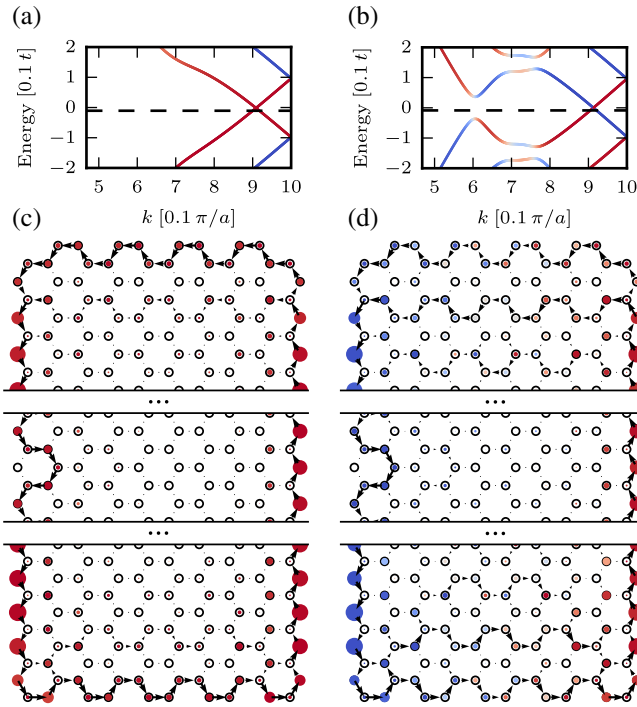 (a) (b)
Energy [0.1 t] 2 1 0 −1 −2
5 6 7 8 9 10
k [0.1 π/a]
Energy [0.1 t] 2 1 0 −1 −2
5 6 7 8 9 10
(c) (d)
... ...
... ...